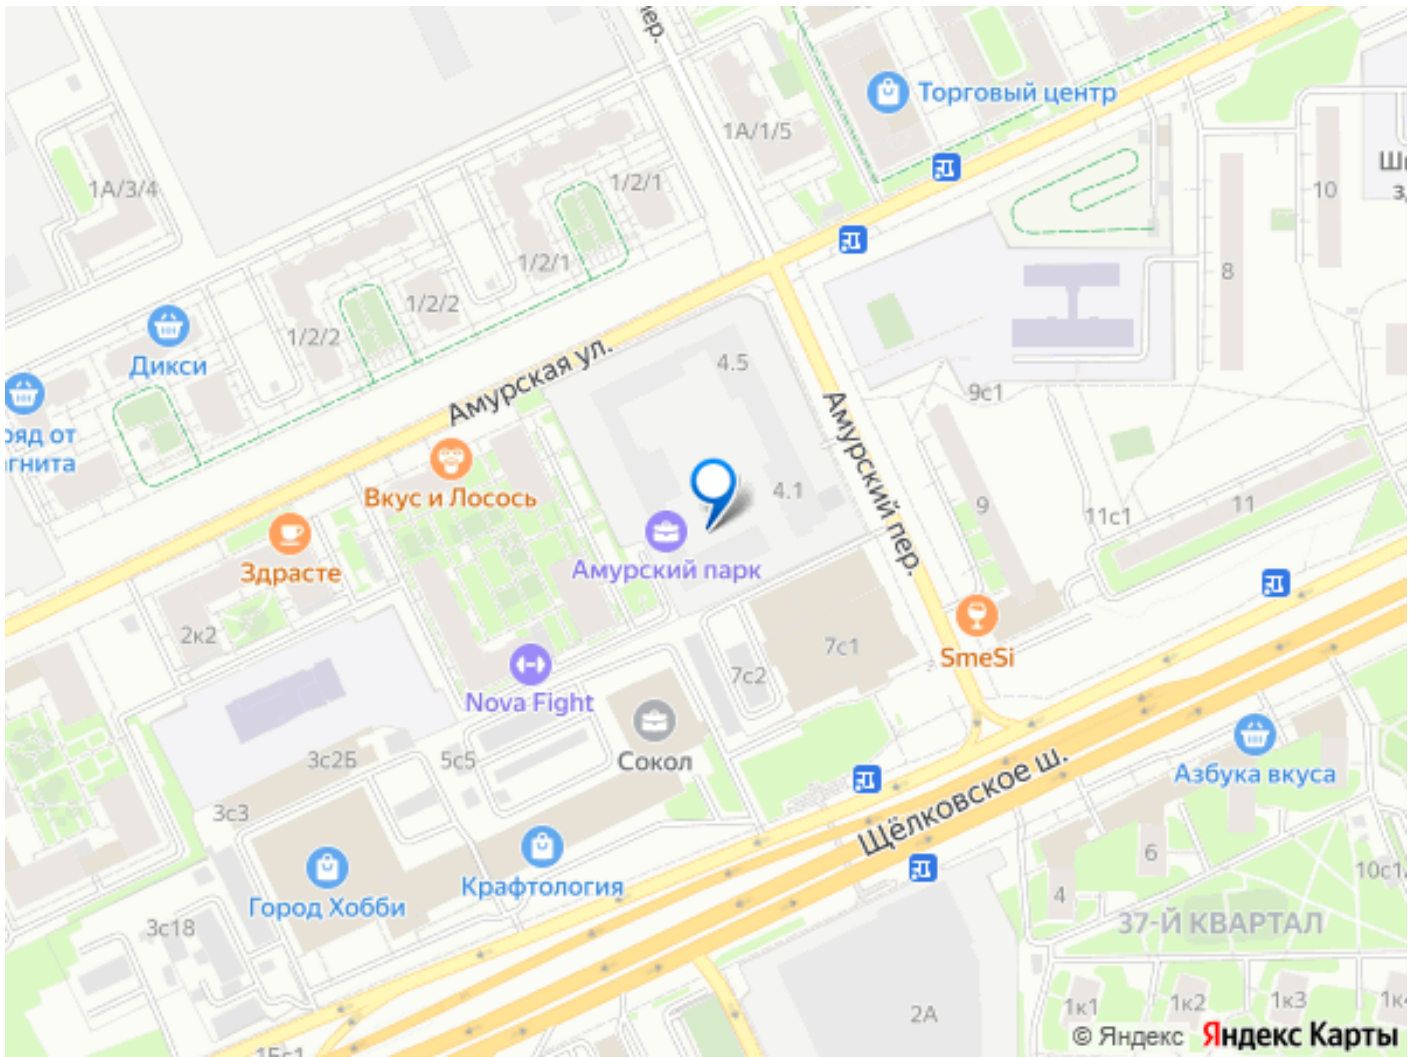 пер.
Торговый центр
1А/1/5
1А/3/4
1/2/1
10
1/2/1
8
1/2/2
1/2/2
Дикси
4.5
Амурская ул.
9с1
Амурский пер.
гнита
Вкус и Лосось
4.1
9
11с1
11
Здрасте
Амурский парк
2к2
7с1
SmeSi
7с2
Nova Fight
Сокол
3с2Б
5с5
Щёлковское ш.
Азбука вкуса
3с3
6
Крафтология
4
Город Хобби
3с18
37-Й КВАРТАЛ
2А
1к1
1к2
1к3
© Яндекс Яндекс Карты